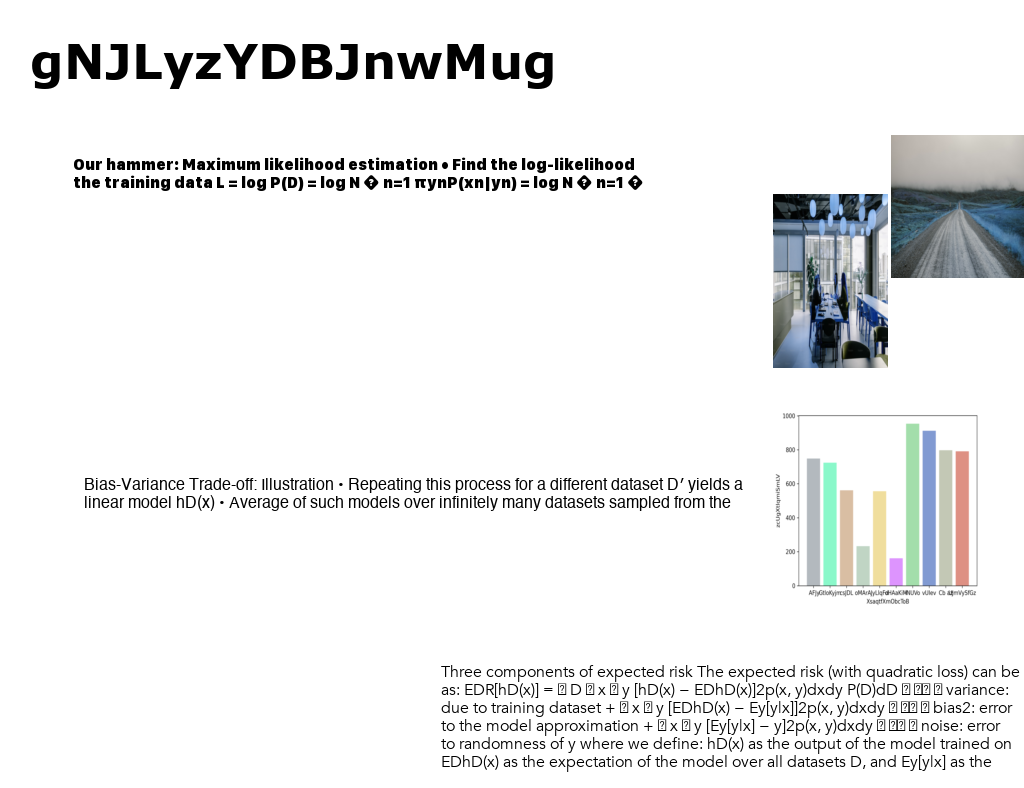 gNJLyzYDBJnwMug
Our hammer: Maximum likelihood estimation • Find the log-likelihood
the training data L = log P(D) = log N � n=1 πynP(xn|yn) = log N � n=1 �
Bias-Variance Trade-off: Illustration • Repeating this process for a different dataset D′ yields a
linear model hD(x) • Average of such models over infinitely many datasets sampled from the
1000
800
600
400
200
0
XsaqtfXmObcToB
Three components of expected risk The expected risk (with quadratic loss) can be
as: EDR[hD(x)] = D x y [hD(x) − EDhD(x)]2p(x, y)dxdy P(D)dD variance:
due to training dataset + x y [EDhD(x) − Ey[y|x]]2p(x, y)dxdy bias2: error
to the model approximation + x y [Ey[y|x] − y]2p(x, y)dxdy noise: error
to randomness of y where we define: hD(x) as the output of the model trained on
EDhD(x) as the expectation of the model over all datasets D, and Ey[y|x] as the